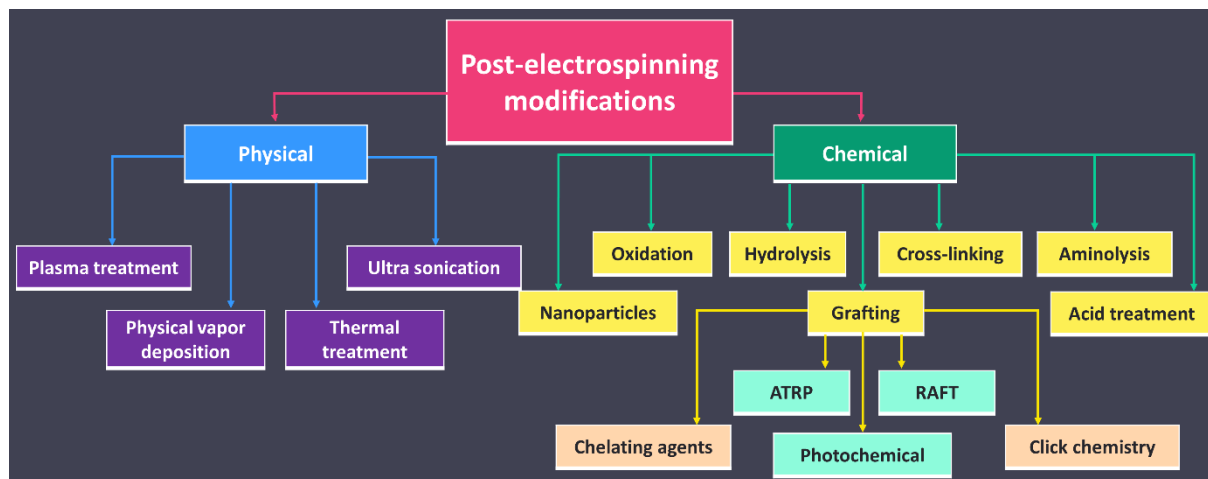 Post-electrospinning
modifications
Physical
Chemical
Plasma treatment
Ultra sonication
Physical vapor
deposition
Thermal
treatment
Oxidation
Hydrolysis
Cross-linking
Aminolysis
Nanoparticles
Grafting
Acid treatment
ATRP
RAFT
Chelating agents
Photochemical
Click chemistry